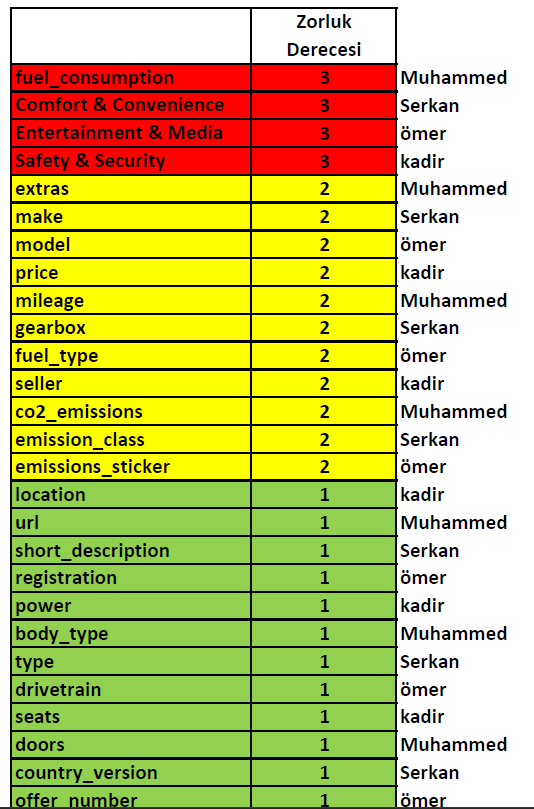 Zorluk
Derecesi
fuel_consumption 3 Muhammed
Comfort & Convenience 3 Serkan
Entertainment & Media 3 ömer
Safety & Security 3 kadir
extras 2 Muhammed
make 2 Serkan
model 2 ömer
price 2 kadir
mileage 2 Muhammed
gearbox 2 Serkan
fuel_type 2 ömer
seller 2 kadir
co2_emissions 2 Muhammed
emission_class 2 Serkan
emissions_sticker 2 ömer
location 1 kadir
url 1 Muhammed
short_description 1 Serkan
registration 1 ömer
power 1 kadir
body_type 1 Muhammed
type 1 Serkan
drivetrain 1 ömer
seats 1 kadir
doors 1 Muhammed
country_version 1 Serkan
offer_number 1 ömer